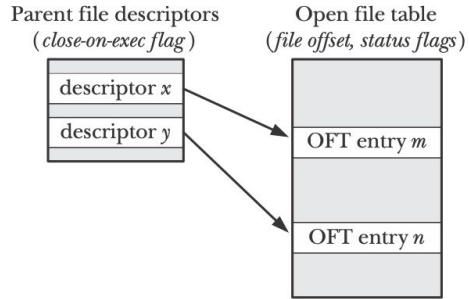 Parent file descriptors
(close-on-exec flag)
descriptor x
descriptor y
Open file table
(file offset, status flags)
OFT entry m
OFT entry n